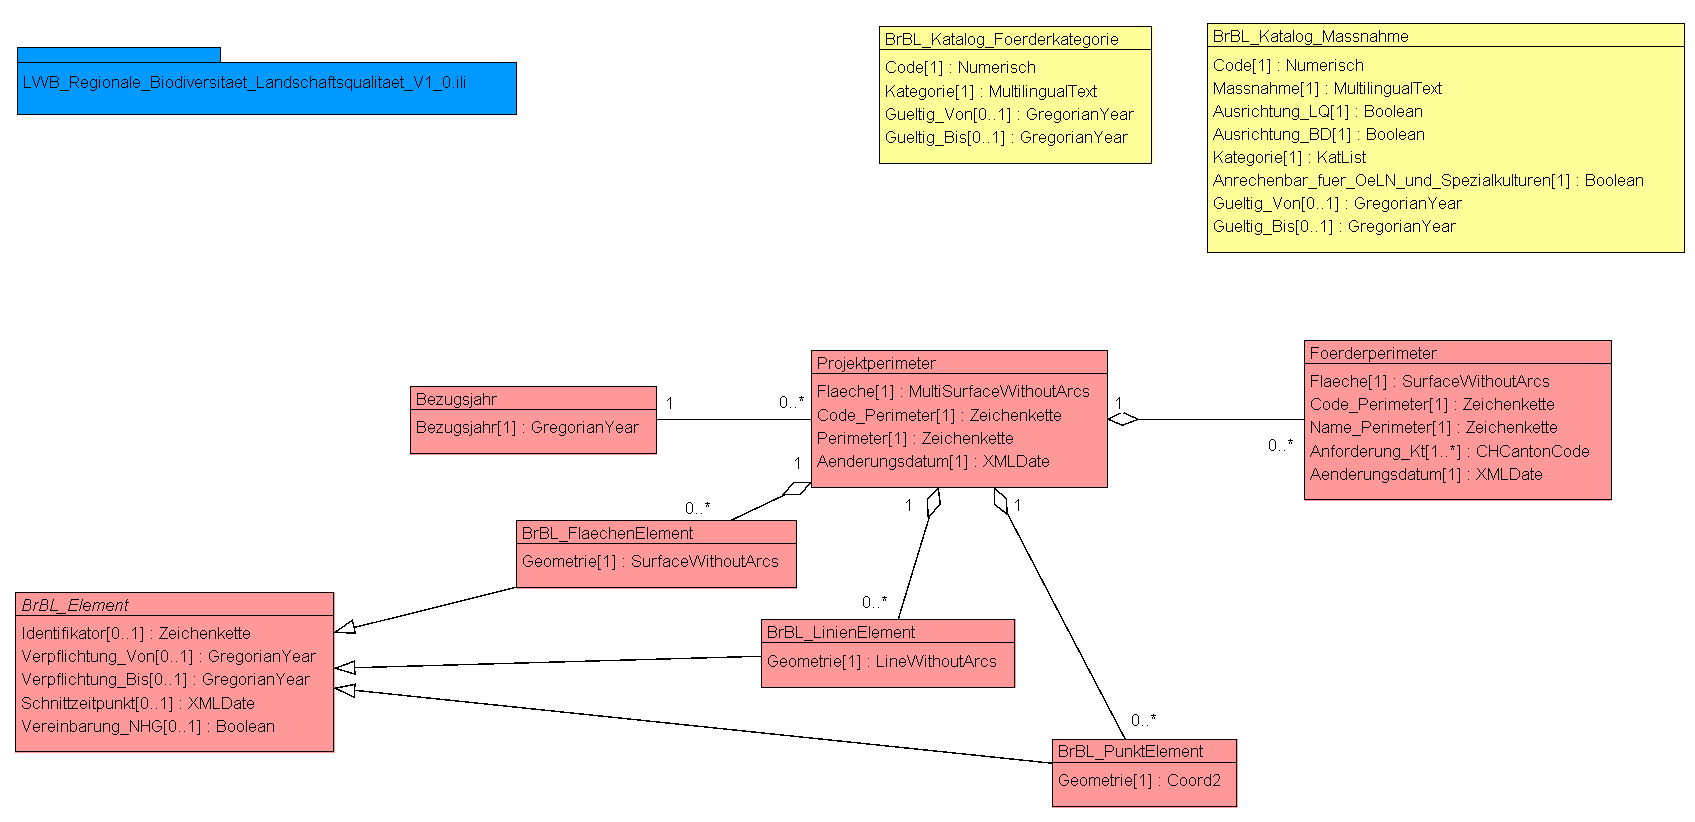 LWB_Regionale_Biodiversitaet_Landschaftsqualitaet_V1_0.ili
BrBL_Katalog_Foerderkategorie
Code[1] : Numerisch
Kategorie[1] : MultilingualText
Gueltig_Von[0..1] : GregorianYear
Gueltig_Bis[0..1] : GregorianYear
BrBL_Katalog_Massnahme
Code[1] : Numerisch
Massnahme[1] : MultilingualText
Ausrichtung_LQ[1] : Boolean
Ausrichtung_BD[1] : Boolean
Kategorie[1] : KatList
Anrechenbar_fuer_OeLN_und_Spezialkulturen[1] : Boolean
Gueltig_Von[0..1] : GregorianYear
Gueltig_Bis[0..1] : GregorianYear
Bezugsjahr
Bezugsjahr[1] : GregorianYear
1
0..*
Projektperimeter
Flaeche[1] : MultiSurfaceWithoutArcs
Code_Perimeter[1] : Zeichenkette
Perimeter[1] : Zeichenkette
Aenderungsdatum[1] : XMLDate
1
0..*
Foerderperimeter
Flaeche[1] : SurfaceWithoutArcs
Code_Perimeter[1] : Zeichenkette
Name_Perimeter[1] : Zeichenkette
Anforderung_Kt[1..*] : CHCantonCode
Aenderungsdatum[1] : XMLDate
1
0..*
1
1
BrBL_FlaechenElement
Geometrie[1] : SurfaceWithoutArcs
BrBL_Element
Identifikator[0..1] : Zeichenkette
Verpflichtung_Von[0..1] : GregorianYear
Verpflichtung_Bis[0..1] : GregorianYear
Schnittzeitpunkt[0..1] : XMLDate
Vereinbarung_NHG[0..1] : Boolean
0..*
BrBL_LinienElement
Geometrie[1] : LineWithoutArcs
0..*
BrBL_PunktElement
Geometrie[1] : Coord2